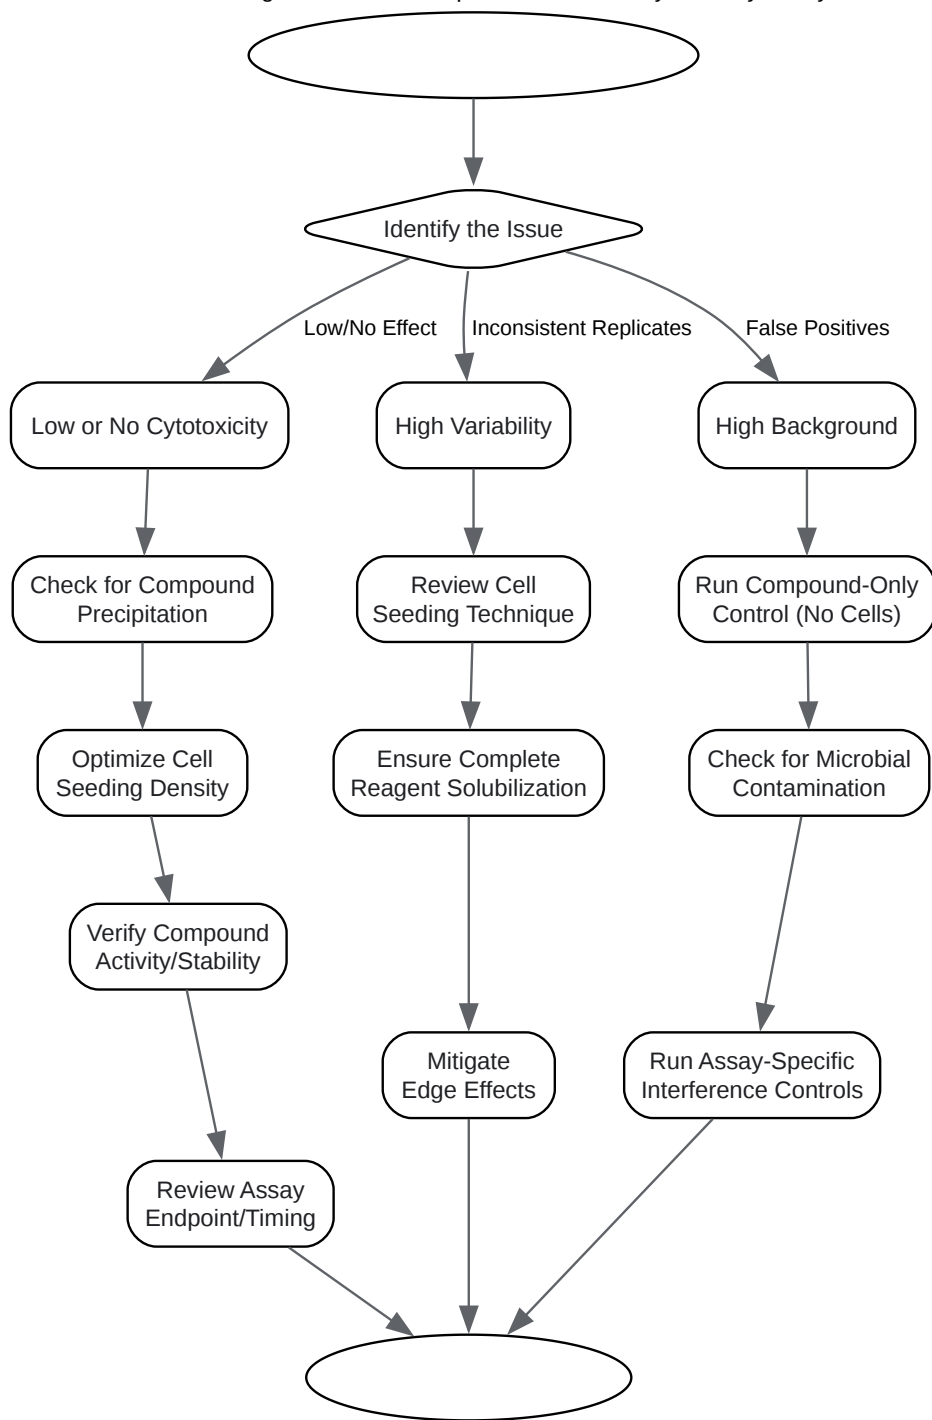 Identify the Issue
Low/No Effect
Inconsistent Replicates
False Positives
Low or No Cytotoxicity
High Variability
High Background
Check for Compound
Precipitation
Review Cell
Seeding Technique
Run Compound-Only
Control (No Cells)
Optimize Cell
Seeding Density
Ensure Complete
Reagent Solubilization
Check for Microbial
Contamination
Verify Compound
Activity/Stability
Mitigate
Edge Effects
Run Assay-Specific
Interference Controls
Review Assay
Endpoint/Timing